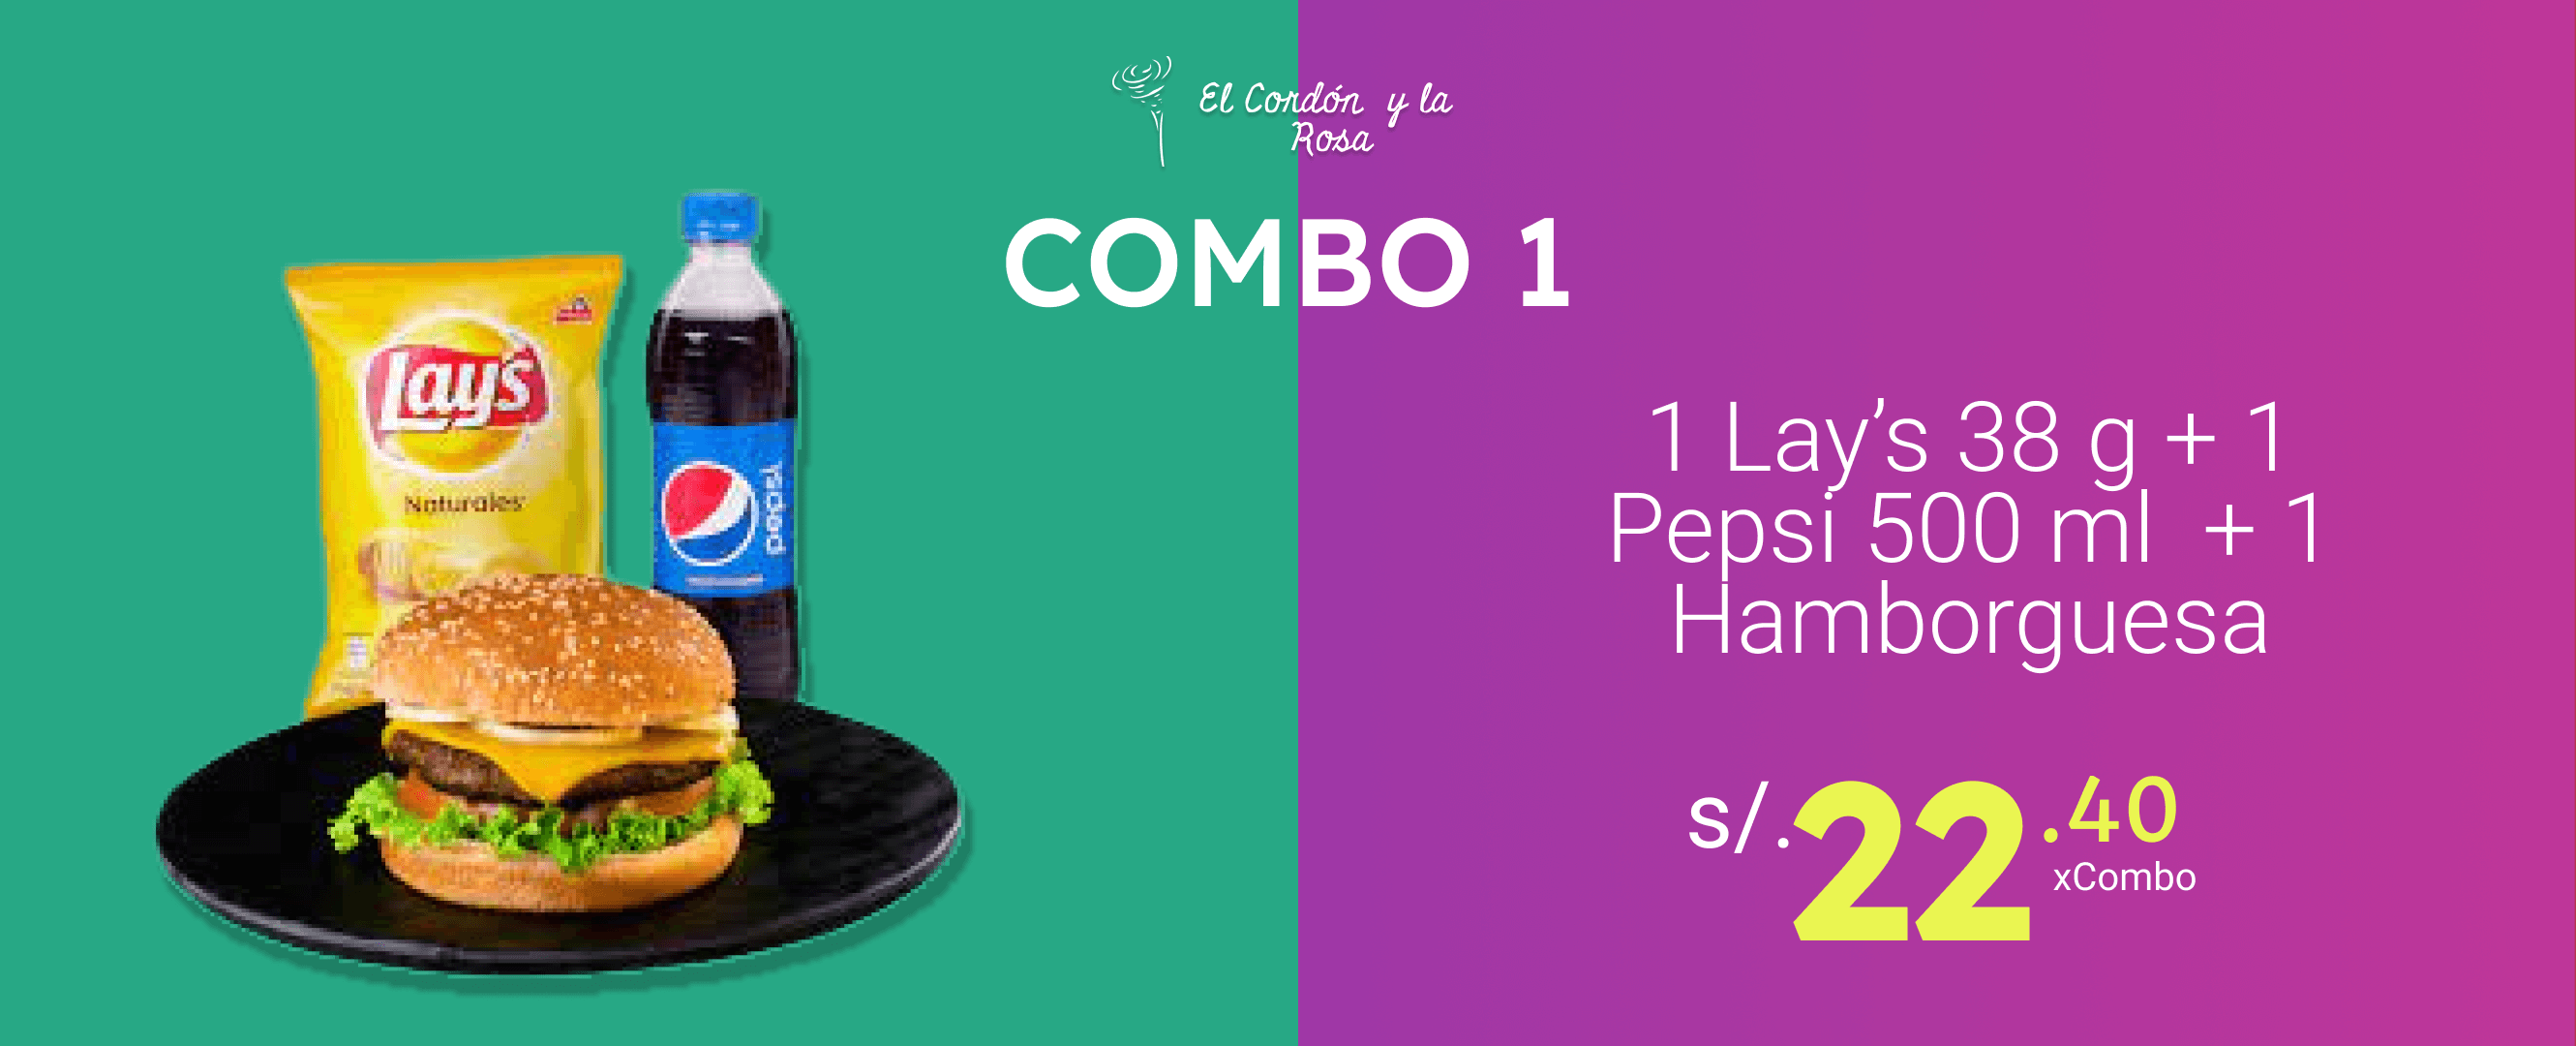 El Cordón y la
Rosa
COMBO 1
Lay's
Naturales
pepsi
1 Lay’s 38 g + 1
Pepsi 500 ml + 1
Hamborguesa
s/.22.40
xCombo